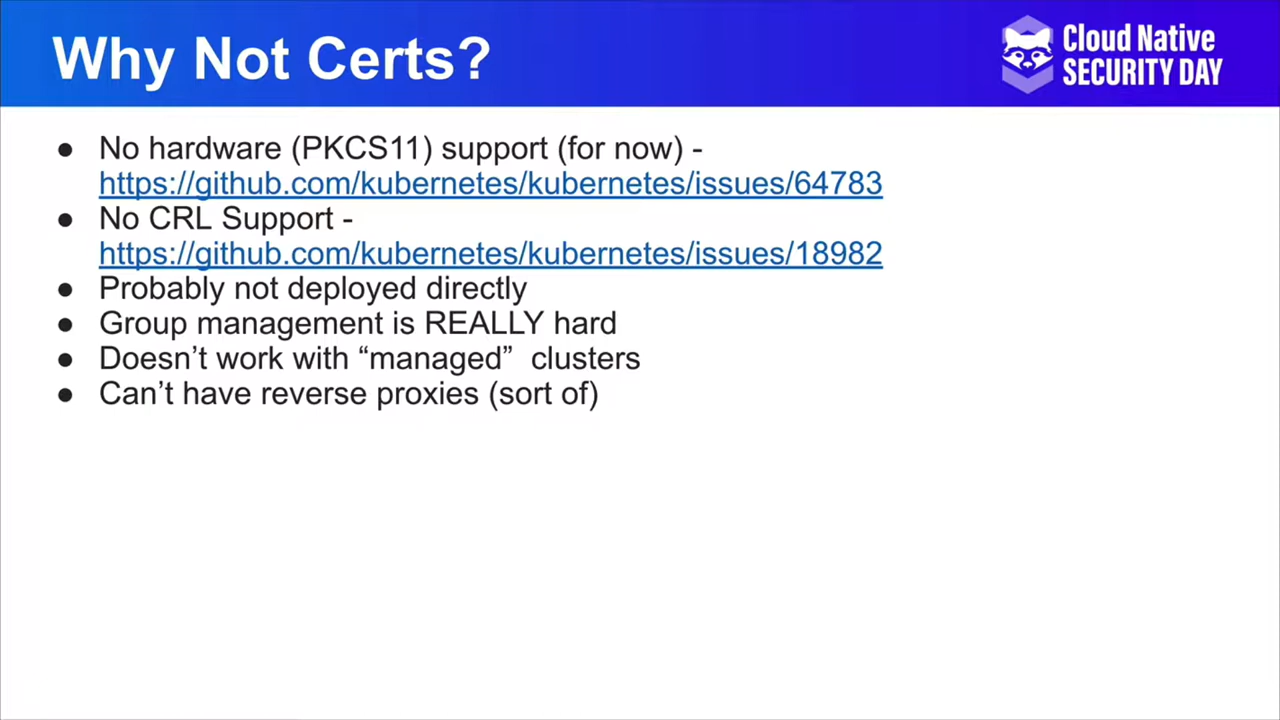 Why Not Certs?
Cloud Native
SECURITY DAY
● No hardware (PKCS11) support (for now) -
https://github.com/kubernetes/kubernetes/issues/64783
● No CRL Support -
https://github.com/kubernetes/kubernetes/issues/18982
● Probably not deployed directly
● Group management is REALLY hard
● Doesn’t work with “managed”  clusters
● Can’t have reverse proxies (sort of)